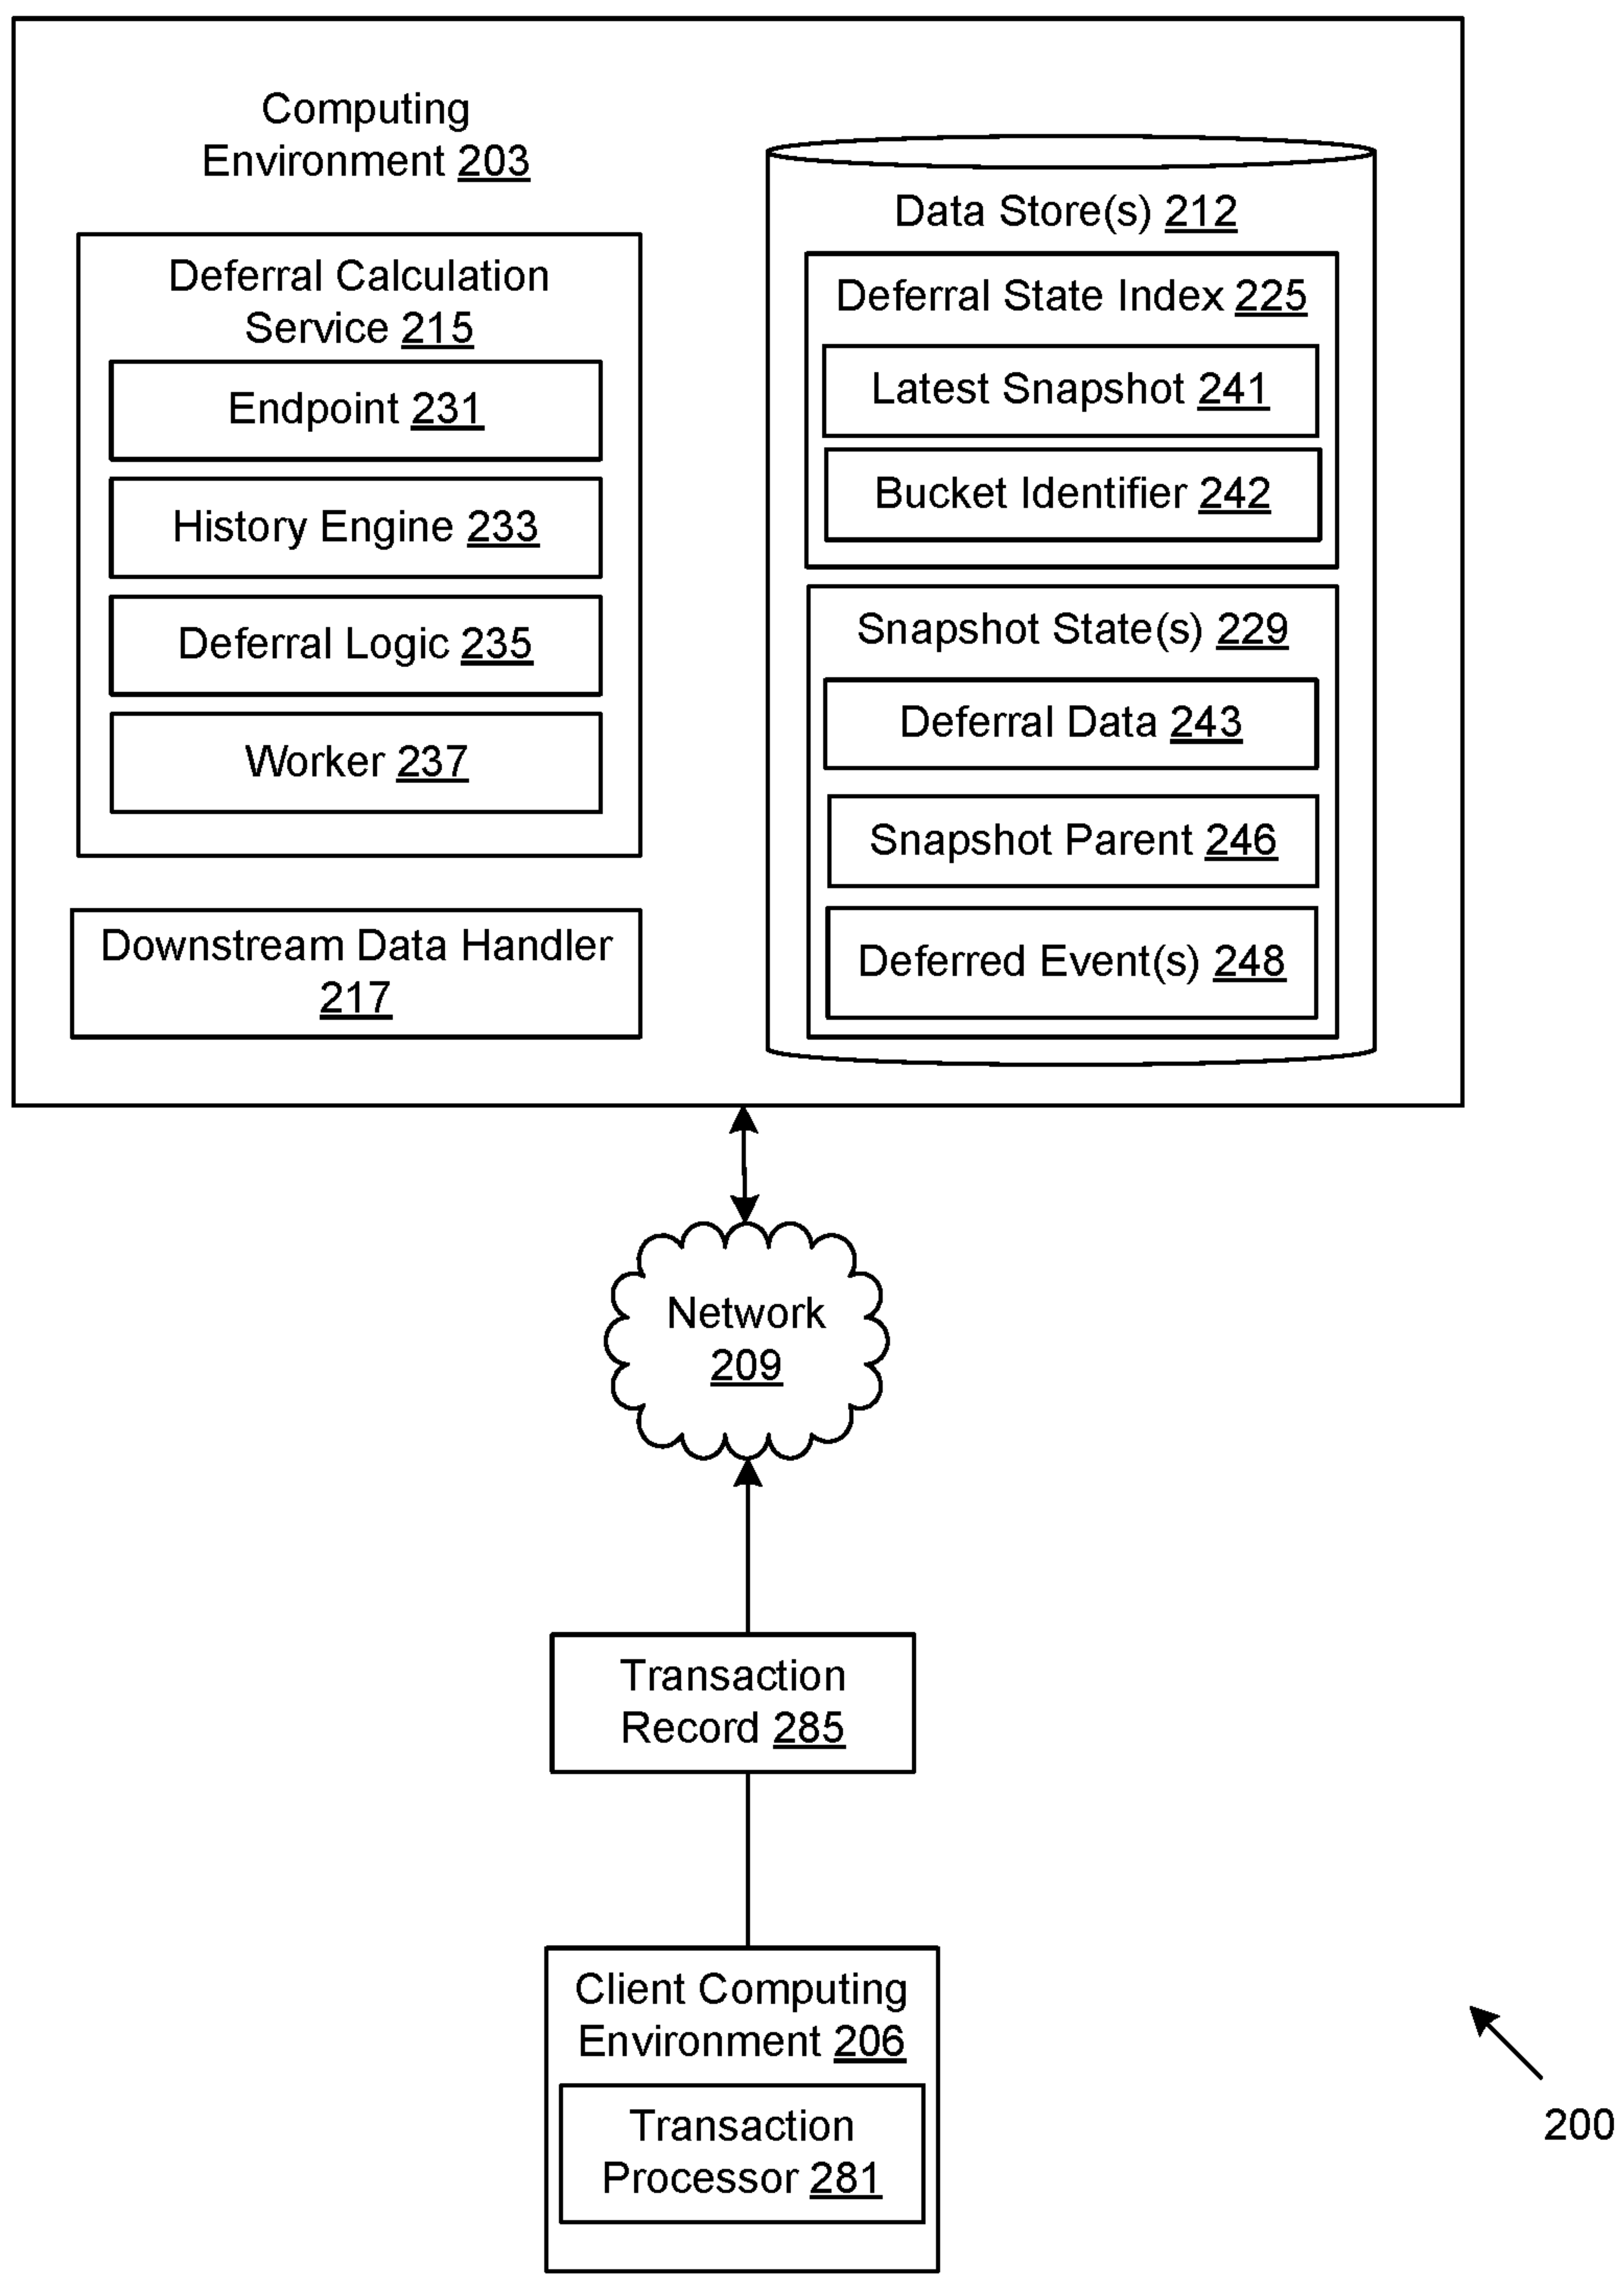 Computing
Environment 203
Deferral Calculation
Service 215
Endpoint 231
History Engine 233
Deferral Logic 235
Worker 237
Downstream Data Handler
217
Data Store(s) 212
Deferral State Index 225
Latest Snapshot 241
Bucket Identifier 242
Snapshot State(s) 229
Deferral Data 243
Snapshot Parent 246
Deferred Event(s) 248
Network
209
Transaction
Record 285
Client Computing
Environment 206
Transaction
Processor 281
200